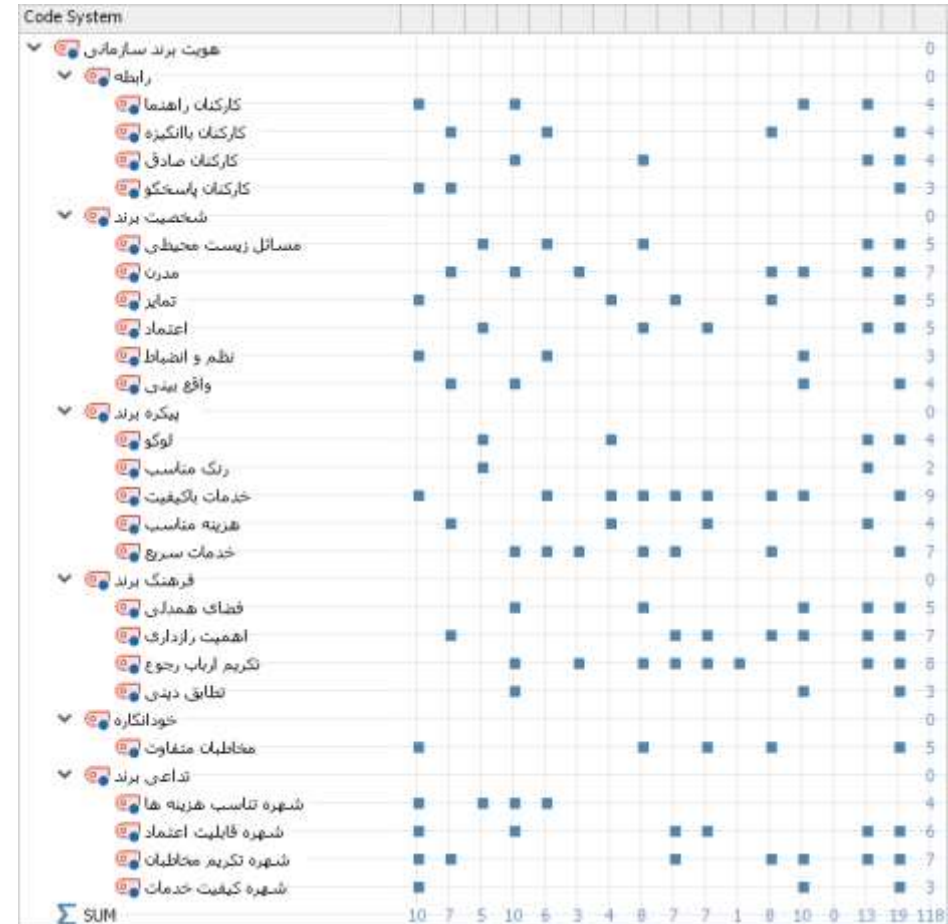 Code System
هویت برند سازمانی 0
رابطه 0
کارکنان راهنما 4
کارکنان باانگیزه 4
کارکنان صادق 4
کارکنان پاسخگو 3
شخصیت برند 0
مسائل زیست محیطی 5
مدرن 7
تمایز 5
اعتماد 5
نظم و انضباط 3
واقع بینی 4
پیکره برند 0
لوگو 4
رنگ مناسب 2
خدمات باکیفیت 9
هزینه مناسب 4
خدمات سریع 7
فرهنگ برند 0
فضای همدلی 5
اهمیت رازداری 7
تکریم ارباب رجوع 8
تطابق دینی 3
خودانگاره 0
مخاطبان متفاوت 5
تداعی برند 0
شهره تناسب هزینه ها 4
شهره قابلیت اعتماد 6
شهره تکریم مخاطبان 7
شهره کیفیت خدمات 3
Σ SUM 10 7 5 10 6 3 4 8 7 7 1 8 10 0 13 19 118